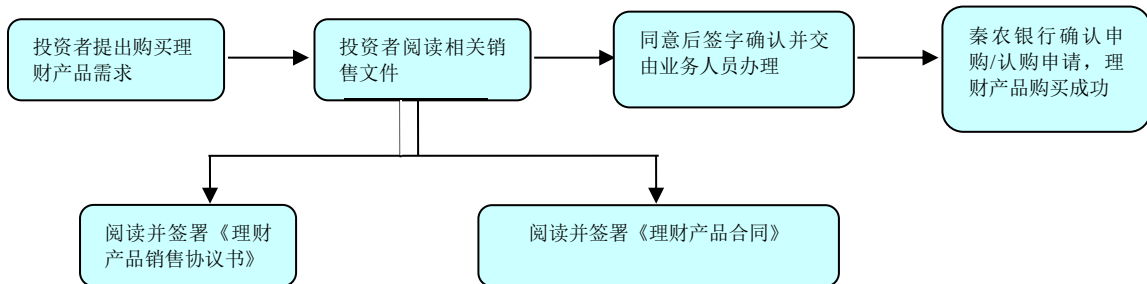 投资者提出购买理
财产品需求
投资者阅读相关销
售文件
同意后签字确认并交
由业务人员办理
秦农银行确认申
购/认购申请，理
财产品购买成功
阅读并签署《理财
产品销售协议书》
阅读并签署《理财产品合同》